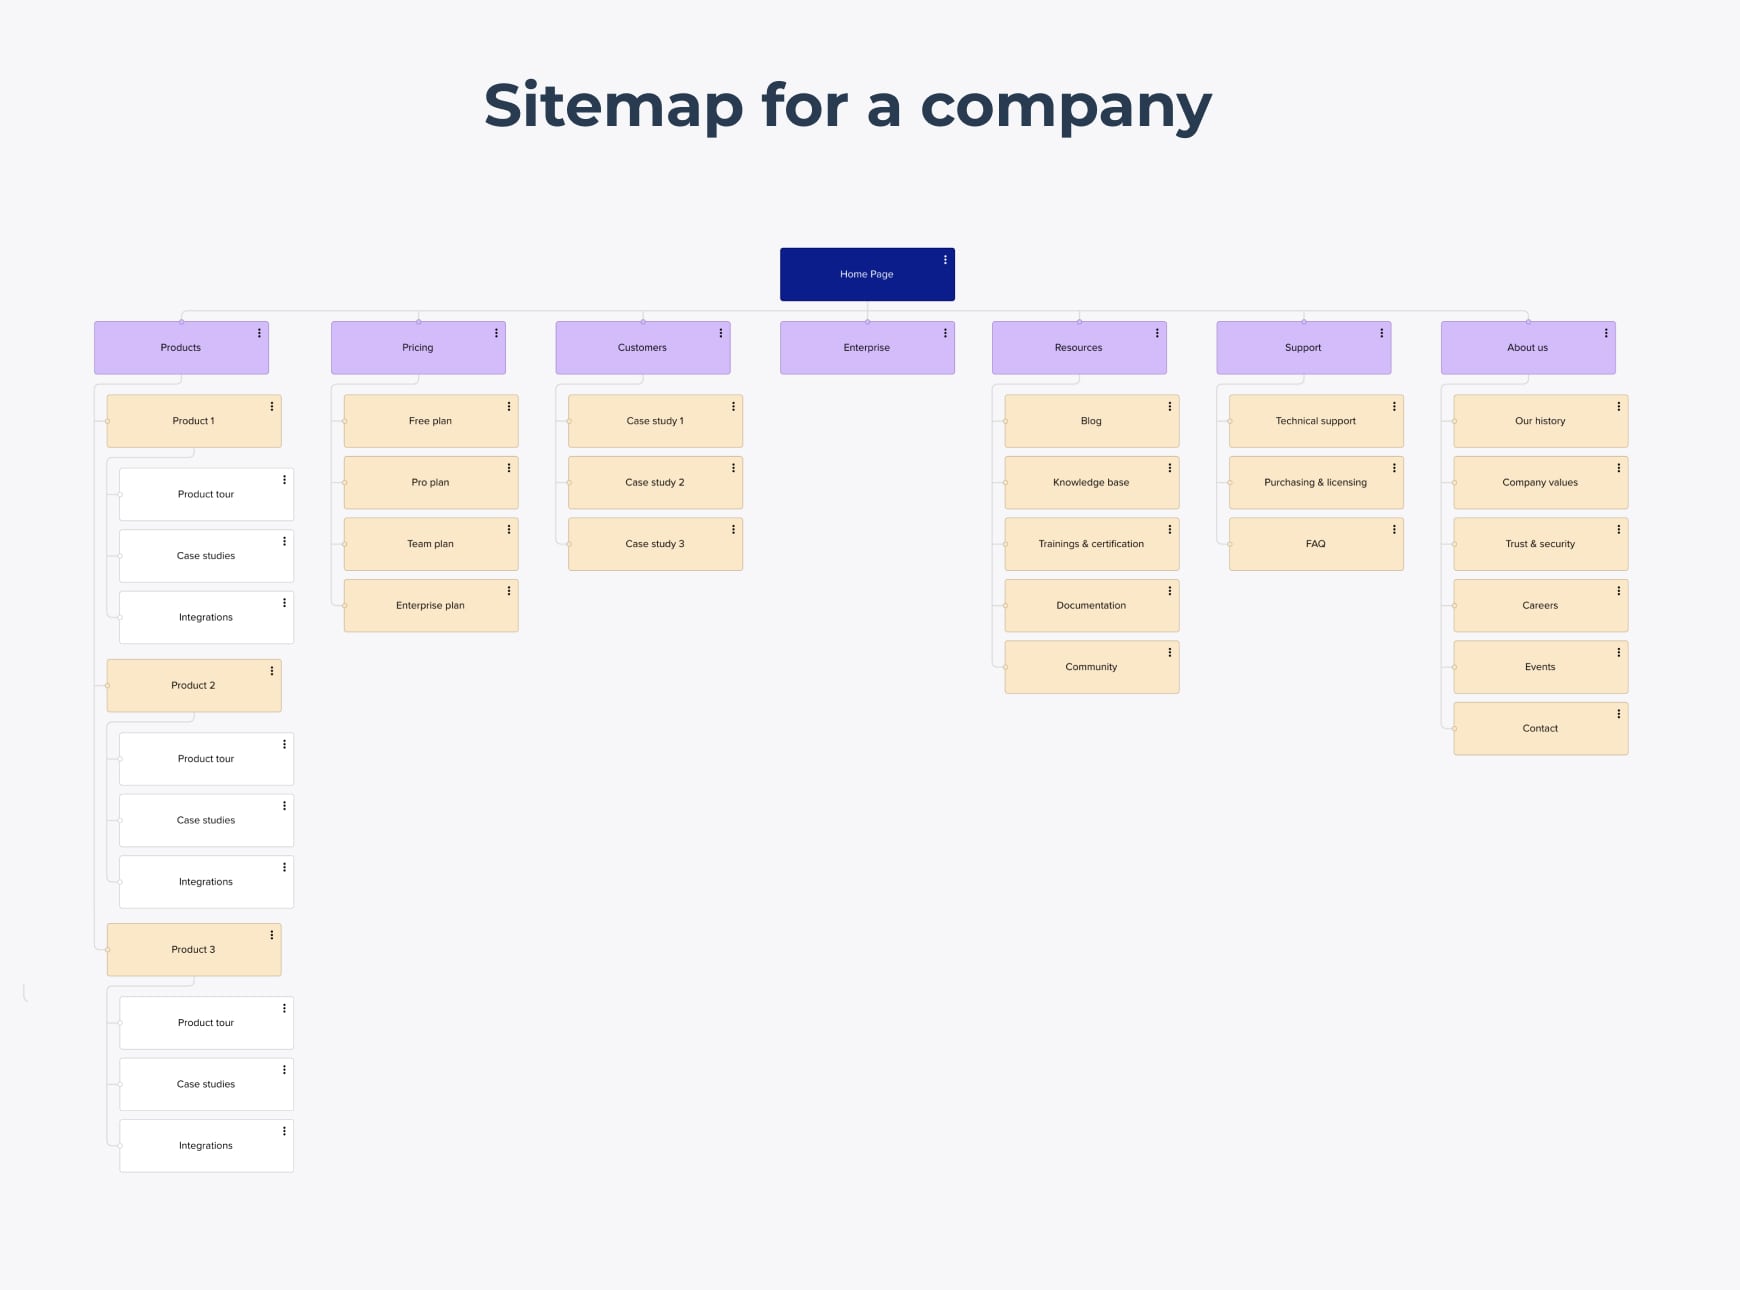 Sitemap for a company
Home Page
Products
Pricing
Customers
Enterprise
Resources
Support
About us
Product 1
Product tour
Case studies
Integrations
Product 2
Product tour
Case studies
Integrations
Product 3
Product tour
Case studies
Integrations
Free plan
Pro plan
Team plan
Enterprise plan
Case study 1
Case study 2
Case study 3
Blog
Knowledge base
Trainings & certification
Documentation
Community
Technical support
Purchasing & licensing
FAQ
Our history
Company values
Trust & security
Careers
Events
Contact